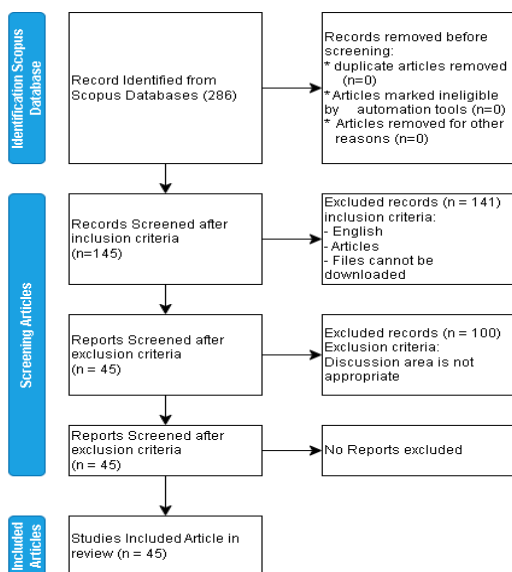 Identification Scopus
Database
Record Identified from
Scopus Databases (286)
Records removed before
screening:
* duplicate articles removed
(n=0)
*Articles marked ineligible
by automation tools (n=0)
* Articles removed for other
reasons (n=0)
Screening Articles
Records Screened after
inclusion criteria
(n=145)
Excluded records (n = 141)
inclusion criteria:
- English
- Articles
- Files cannot be
downloaded
Reports Screened after
exclusion criteria
(n = 45)
Excluded records (n = 100)
Exclusion criteria:
Discussion area is not
appropriate
Reports Screened after
exclusion criteria
(n = 45)
No Reports excluded
Included
Articles
Studies Included Article in
review (n = 45)